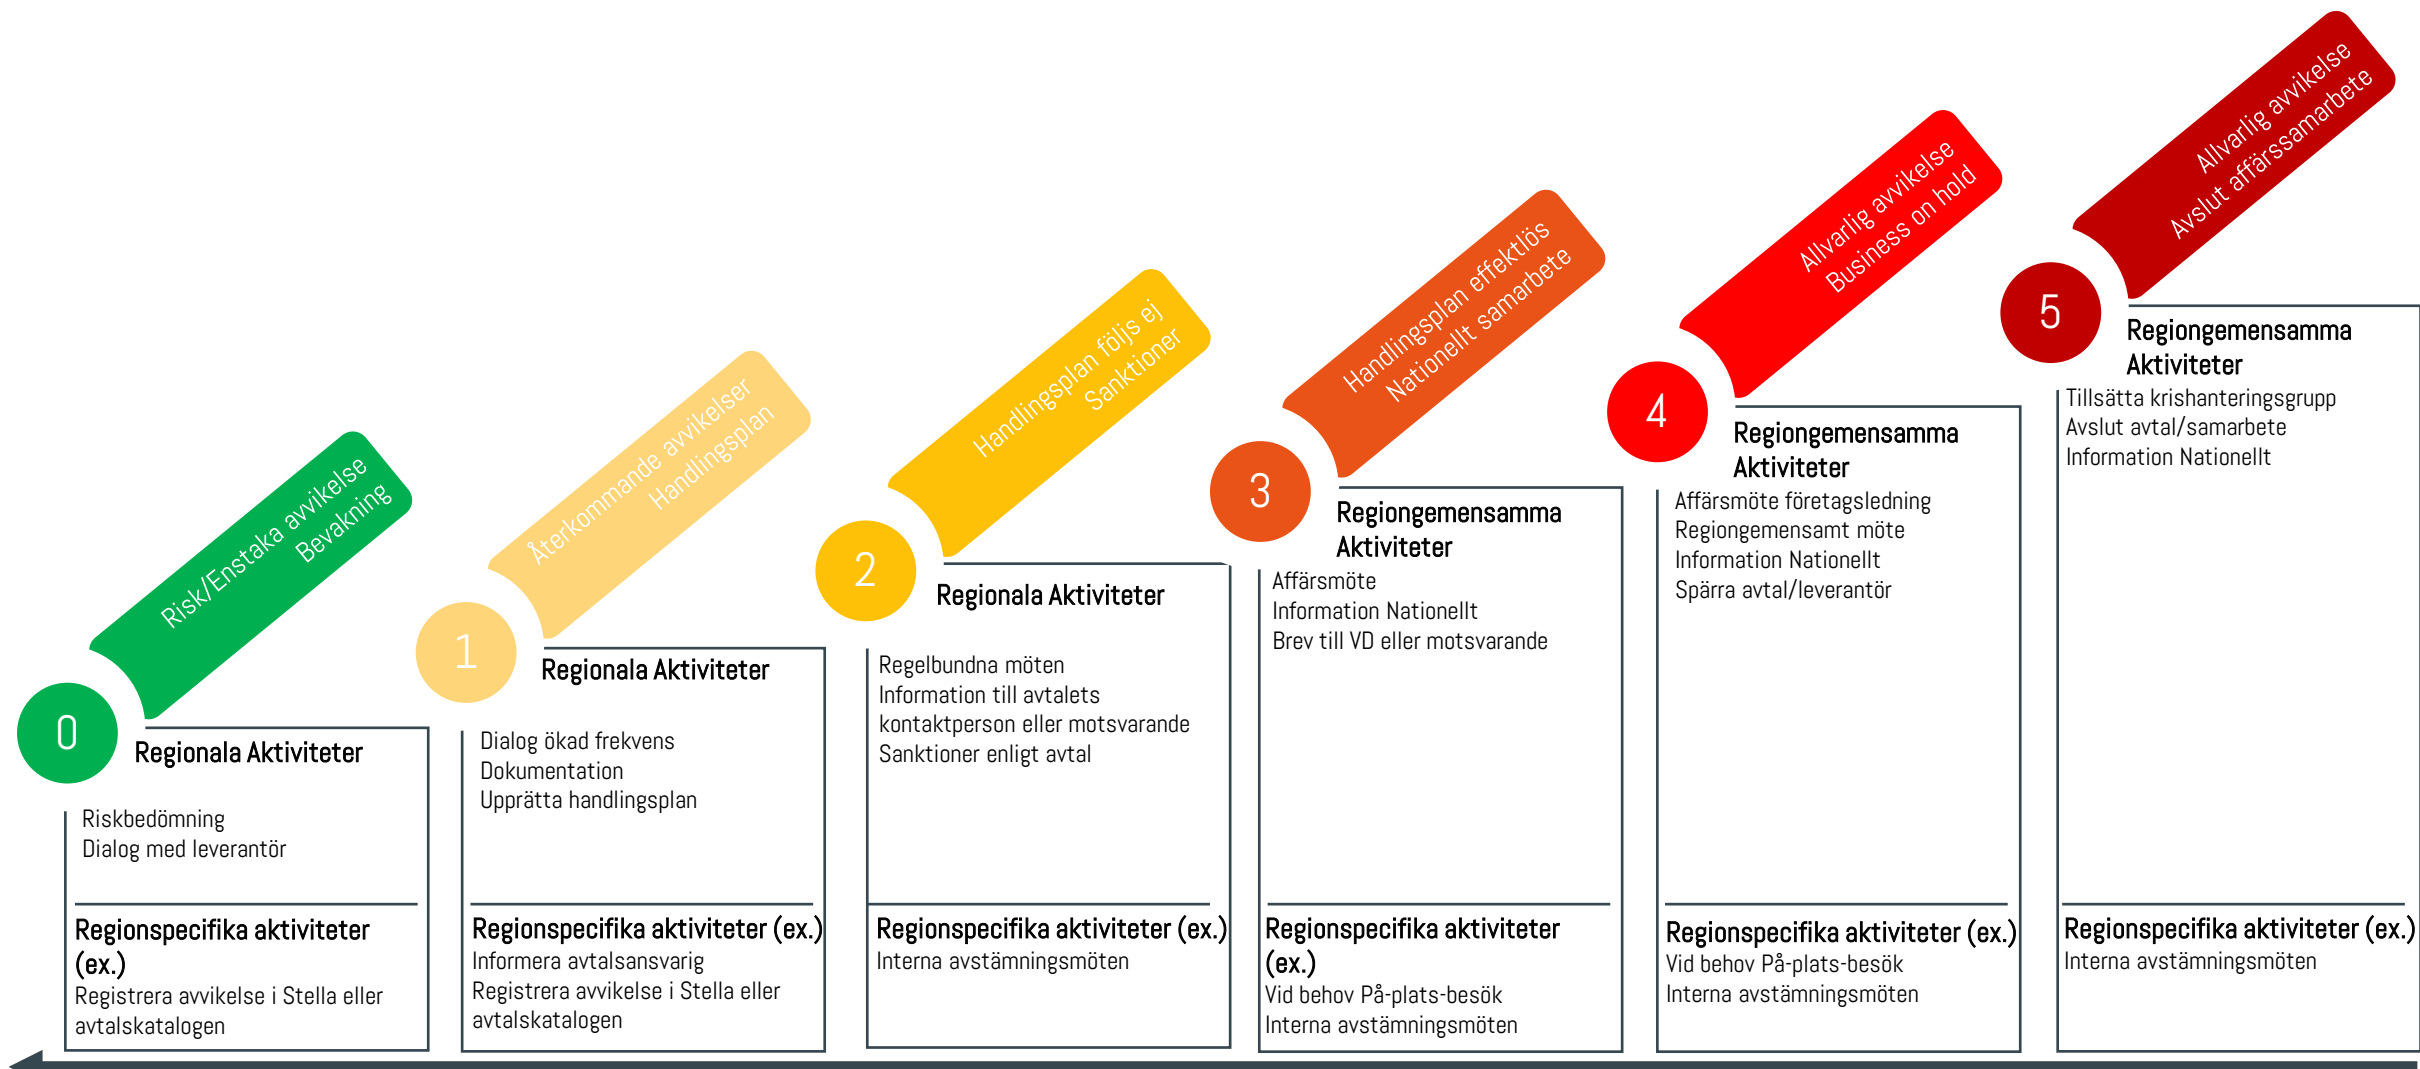 Risk/Enstaka avvikelse
Bevakning
0
Regionala Aktiviteter
Riskbedömning
Dialog med leverantör
Regionspecifika aktiviteter
(ex.)
Registrera avvikelse i Stella eller
avtalskatalogen
Återkommande avvikelser
Handlingsplan
1
Regionala Aktiviteter
Dialog ökad frekvens
Dokumentation
Upprätta handlingsplan
Regionspecifika aktiviteter (ex.)
Informera avtalsansvarig
Registrera avvikelse i Stella eller
avtalskatalogen
Handlingsplan följs ej
Sanktioner
2
Regionala Aktiviteter
Regelbundna möten
Information till avtalets
kontaktperson eller motsvarande
Sanktioner enligt avtal
Regionspecifika aktiviteter (ex.)
Interna avstämningsmöten
Handlingsplan effektlös
Nationellt samarbete
3
Regiongemensamma
Aktiviteter
Affärsmöte
Information Nationellt
Brev till VD eller motsvarande
Regionspecifika aktiviteter
(ex.)
Vid behov På-plats-besök
Interna avstämningsmöten
Allvarlig avvikelse
Business on hold
4
Regiongemensamma
Aktiviteter
Affärsmöte företagsledning
Regiongemensamt möte
Information Nationellt
Spärra avtal/leverantör
Regionspecifika aktiviteter (ex.)
Vid behov På-plats-besök
Interna avstämningsmöten
Allvarlig avvikelse
Avslut affärssamarbete
5
Regiongemensamma
Aktiviteter
Tillsätta krishanteringsgrupp
Avslut avtal/samarbete
Information Nationellt
Regionspecifika aktiviteter (ex.)
Interna avstämningsmöten